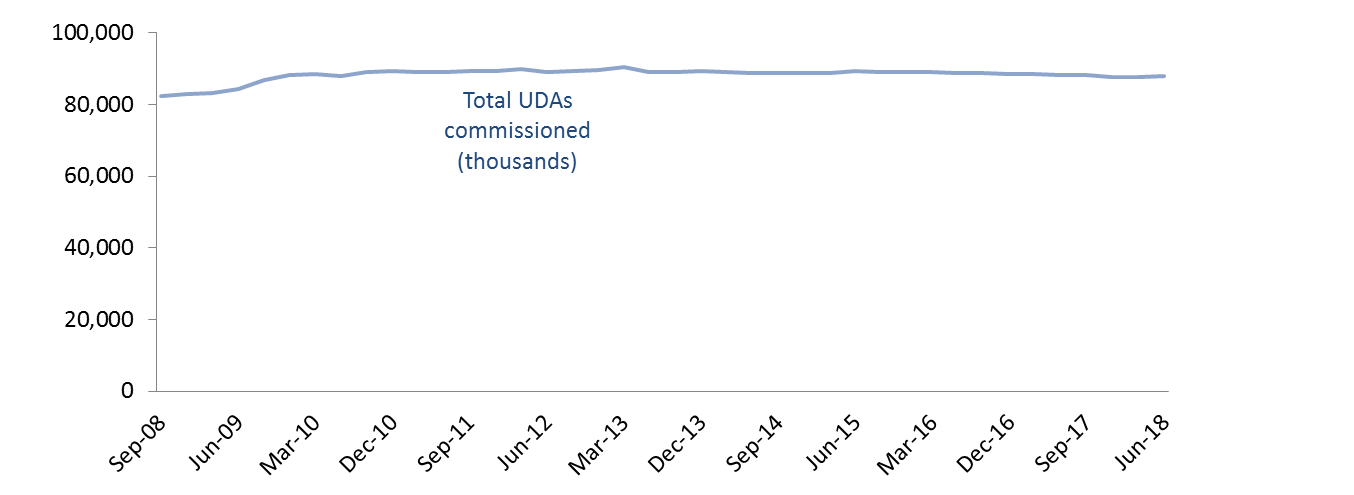 100,000
80,000
60,000
40,000
20,000
0
Total UDAs
commissioned
(thousands)
Sep-08
Jun-09
Mar-10
Dec-10
Sep-11
Jun-12
Mar-13
Dec-13
Sep-14
Jun-15
Mar-16
Dec-16
Sep-17
Jun-18